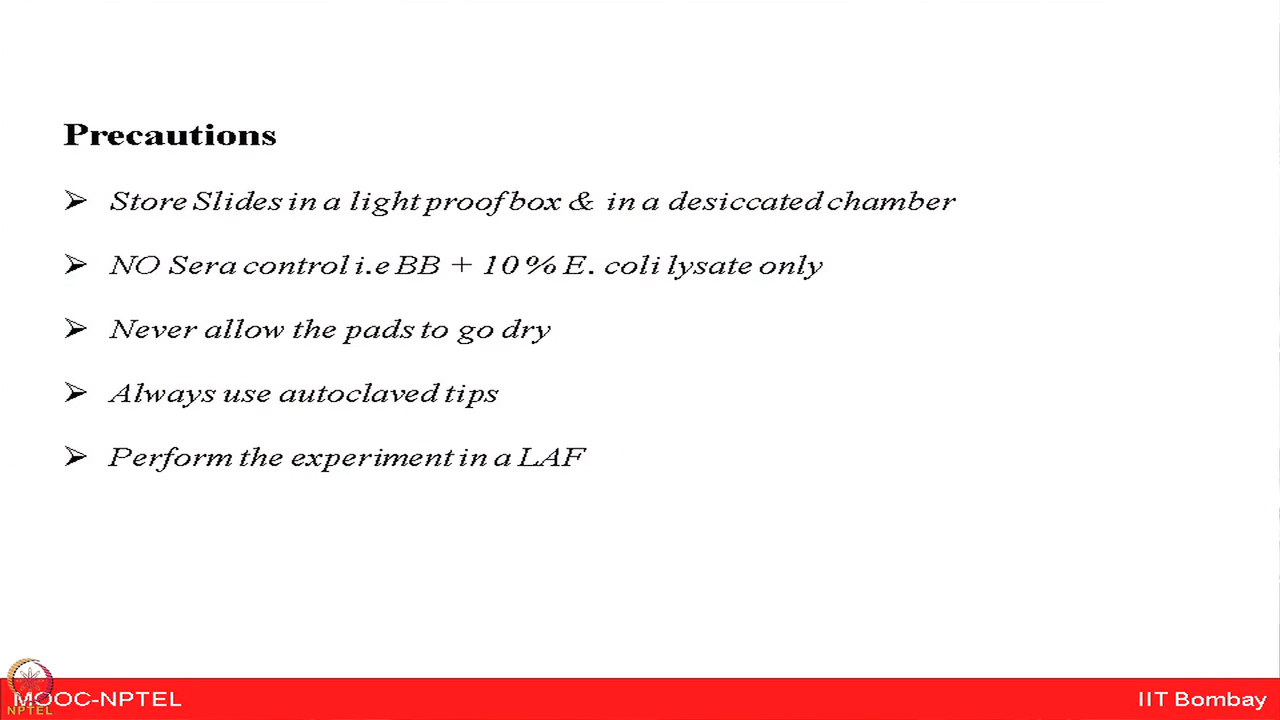 Precautions
➢ Store Slides in a light proof box & in a desiccated chamber
➢ NO Sera control i.e BB + 10% E. coli lysate only
➢ Never allow the pads to go dry
➢ Always use autoclaved tips
➢ Perform the experiment in a LAF
MOOC-NPTEL
NPTEL
IIT Bombay